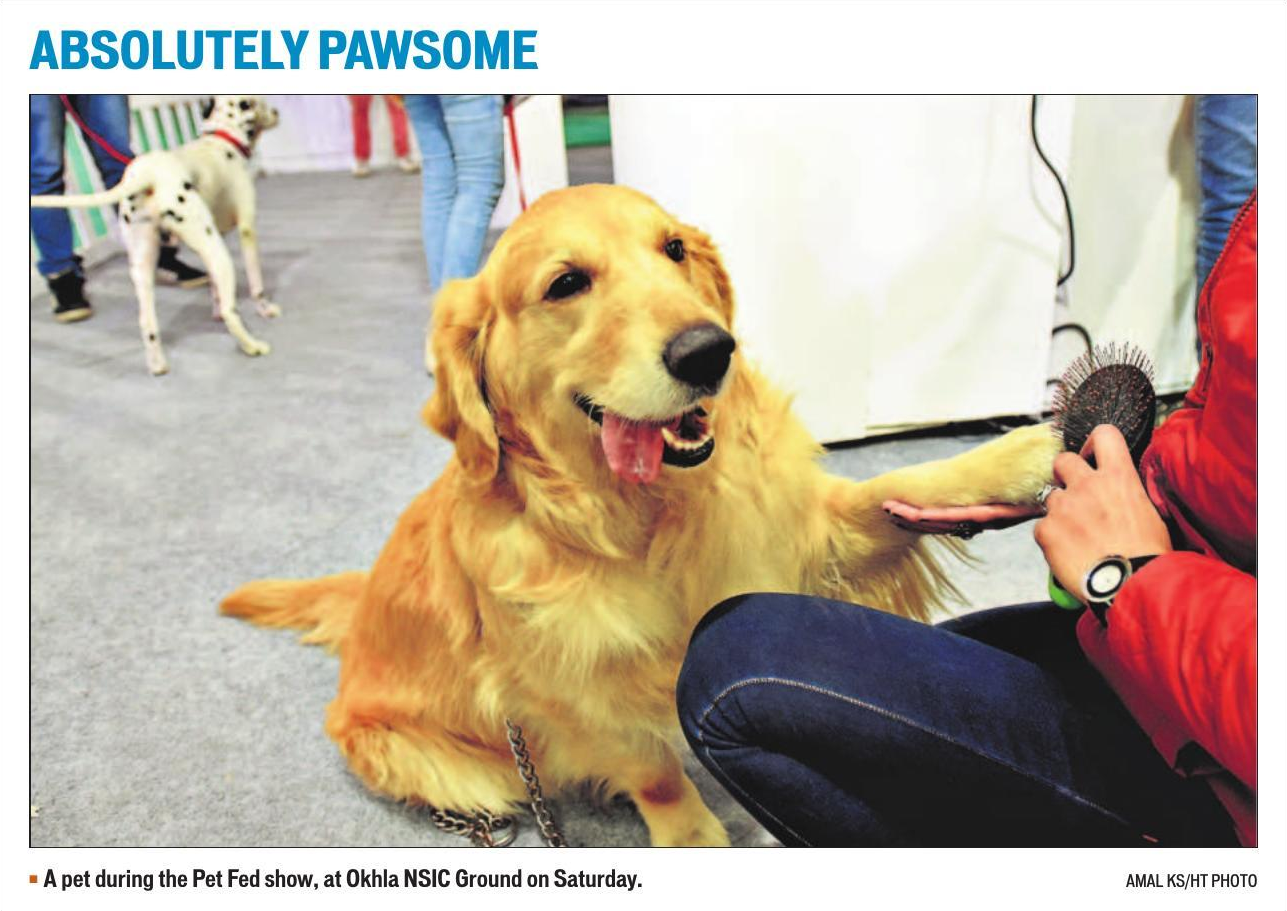 ABSOLUTELY PAWSOME
▪ A pet during the Pet Fed show, at Okhla NSIC Ground on Saturday.
AMAL KS/HT PHOTO